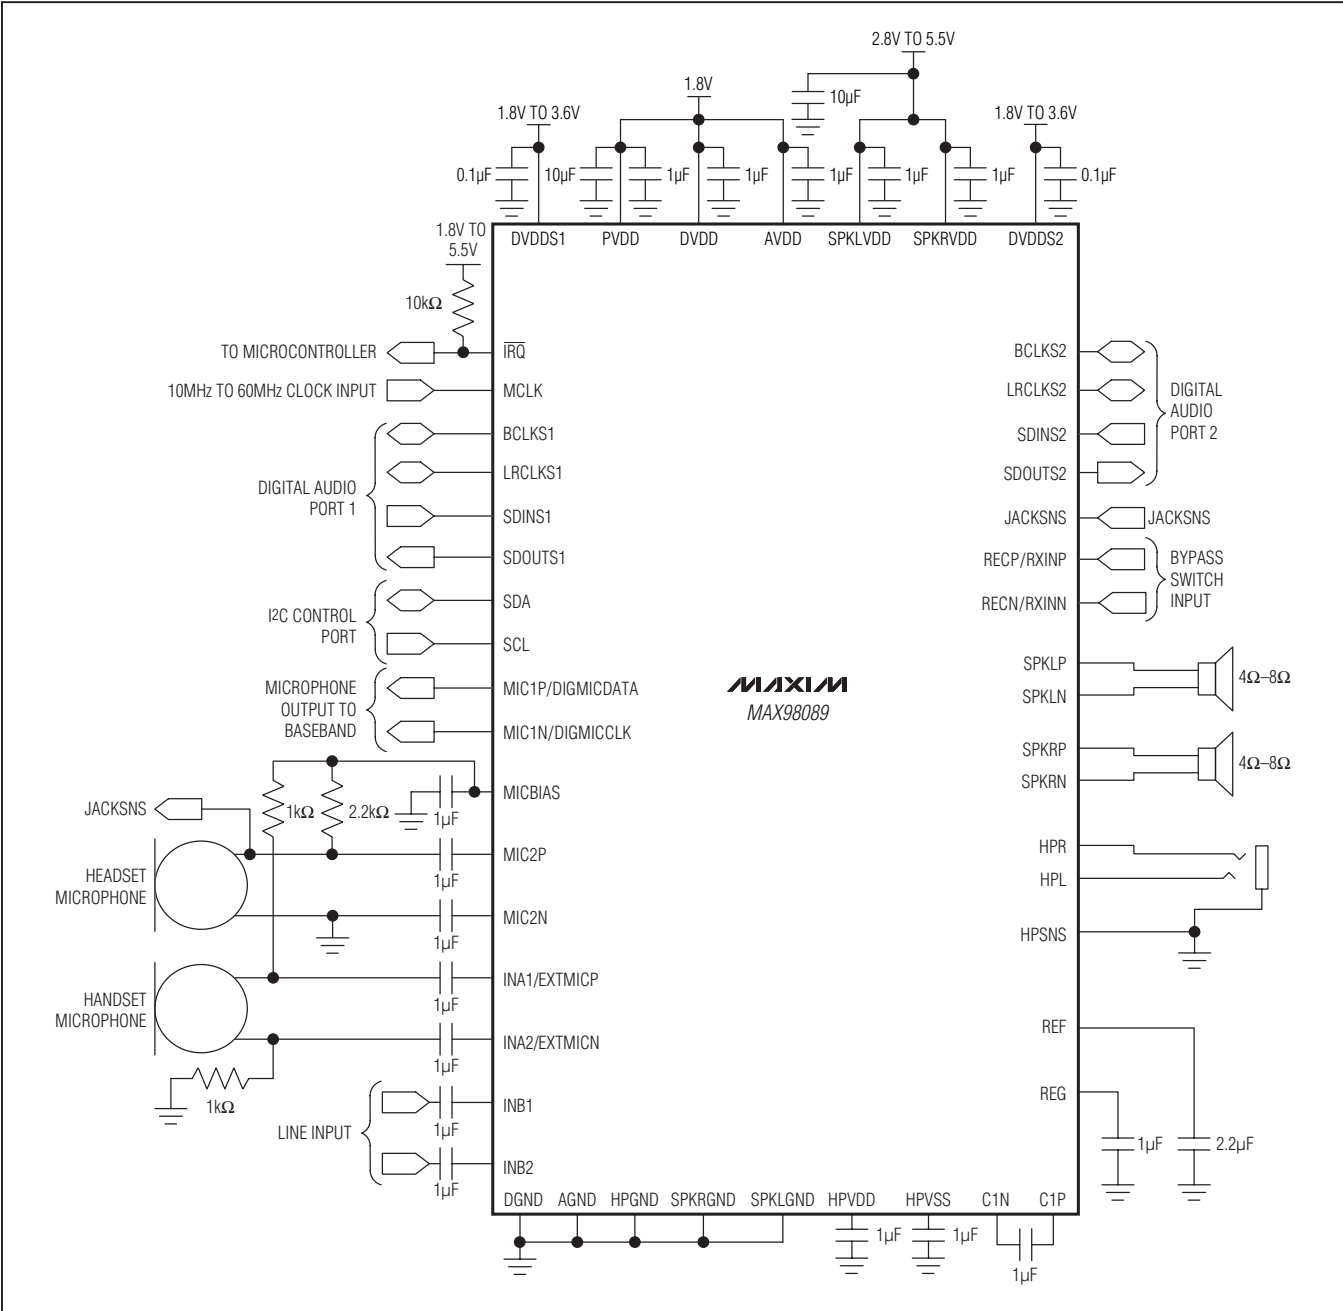 2.8V TO 5.5V
1.8V
10µF
1.8V TO 3.6V
1.8V TO 3.6V
0.1µF
10µF
1µF
1µF
1µF
1µF
1µF
0.1µF
1.8V TO
5.5V
DVDDS1
PVDD
DVDD
AVDD
SPKLVDD
SPKRVDD
DVDDS2
10kΩ
TO MICROCONTROLLER
IRQ
10MHz TO 60MHz CLOCK INPUT
MCLK
DIGITAL AUDIO
PORT 1
BCLKS1
LRCLKS1
SDINS1
SDOUTS1
I2C CONTROL
PORT
SDA
SCL
MICROPHONE
OUTPUT TO
BASEBAND
MIC1P/DIGMICDATA
MIC1N/DIGMICCLK
MICBIAS
1µF
1kΩ
2.2kΩ
JACKSNS
HEADSET
MICROPHONE
MIC2P
1µF
MIC2N
1µF
HANDSET
MICROPHONE
INA1/EXTMICP
1µF
INA2/EXTMICN
1µF
1kΩ
LINE INPUT
INB1
1µF
INB2
1µF
MAXIM
MAX98089
BCLKS2
LRCLKS2
SDINS2
SDOUTS2
DIGITAL
AUDIO
PORT 2
JACKSNS
JACKSNS
RECP/RXINP
RECN/RXINN
BYPASS
SWITCH
INPUT
SPKLP
SPKLN
4Ω–8Ω
SPKRP
SPKRN
4Ω–8Ω
HPR
HPL
HPSNS
REF
REG
1µF
2.2µF
DGND
AGND
HPGND
SPKRGND
SPKLGND
HPVDD
HPVSS
C1N
C1P
1µF
1µF
1µF